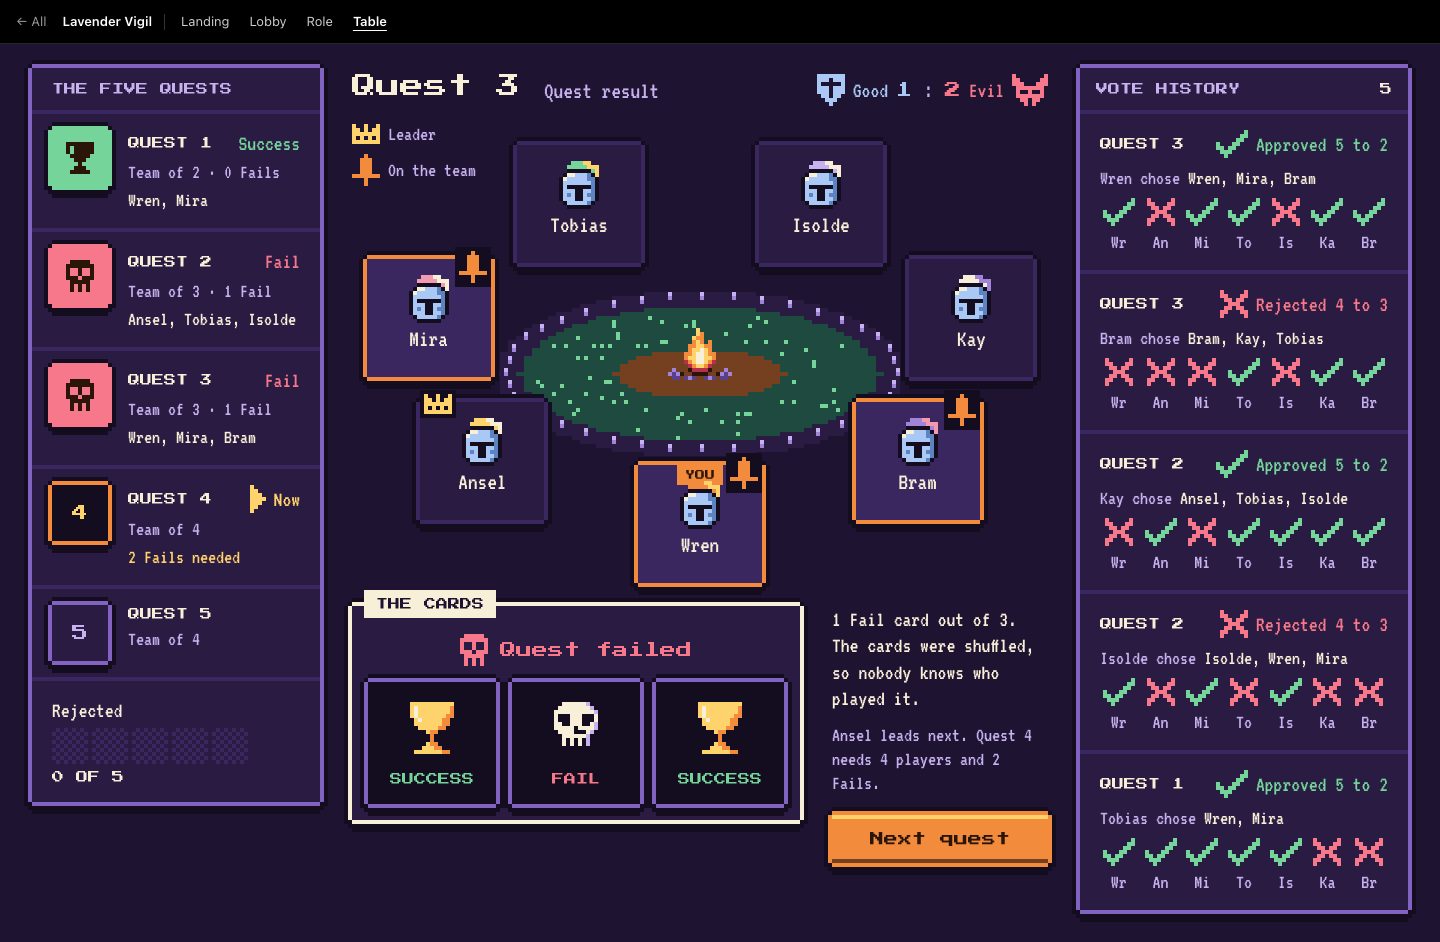 ← All Lavender Vigil Landing Lobby Role Table
THE FIVE QUESTS
QUEST 1 Success
Team of 2 · 0 Fails
Wren, Mira
QUEST 2 Fail
Team of 3 · 1 Fail
Ansel, Tobias, Isolde
QUEST 3 Fail
Team of 3 · 1 Fail
Wren, Mira, Bram
4 QUEST 4 Now
Team of 4
2 Fails needed
5 QUEST 5
Team of 4
Rejected
0 OF 5
Quest 3 Quest result
Good 1 : 2 Evil
Leader
On the team
Tobias
Isolde
Mira
Kay
Ansel
Bram
YOU
Wren
THE CARDS
Quest failed
SUCCESS FAIL SUCCESS
1 Fail card out of 3.
The cards were shuffled,
so nobody knows who
played it.
Ansel leads next. Quest 4
needs 4 players and 2
Fails.
Next quest
VOTE HISTORY 5
QUEST 3 Approved 5 to 2
Wren chose Wren, Mira, Bram
Wr An Mi To Is Ka Br
QUEST 3 Rejected 4 to 3
Bram chose Bram, Kay, Tobias
Wr An Mi To Is Ka Br
QUEST 2 Approved 5 to 2
Kay chose Ansel, Tobias, Isolde
Wr An Mi To Is Ka Br
QUEST 2 Rejected 4 to 3
Isolde chose Isolde, Wren, Mira
Wr An Mi To Is Ka Br
QUEST 1 Approved 5 to 2
Tobias chose Wren, Mira
Wr An Mi To Is Ka Br